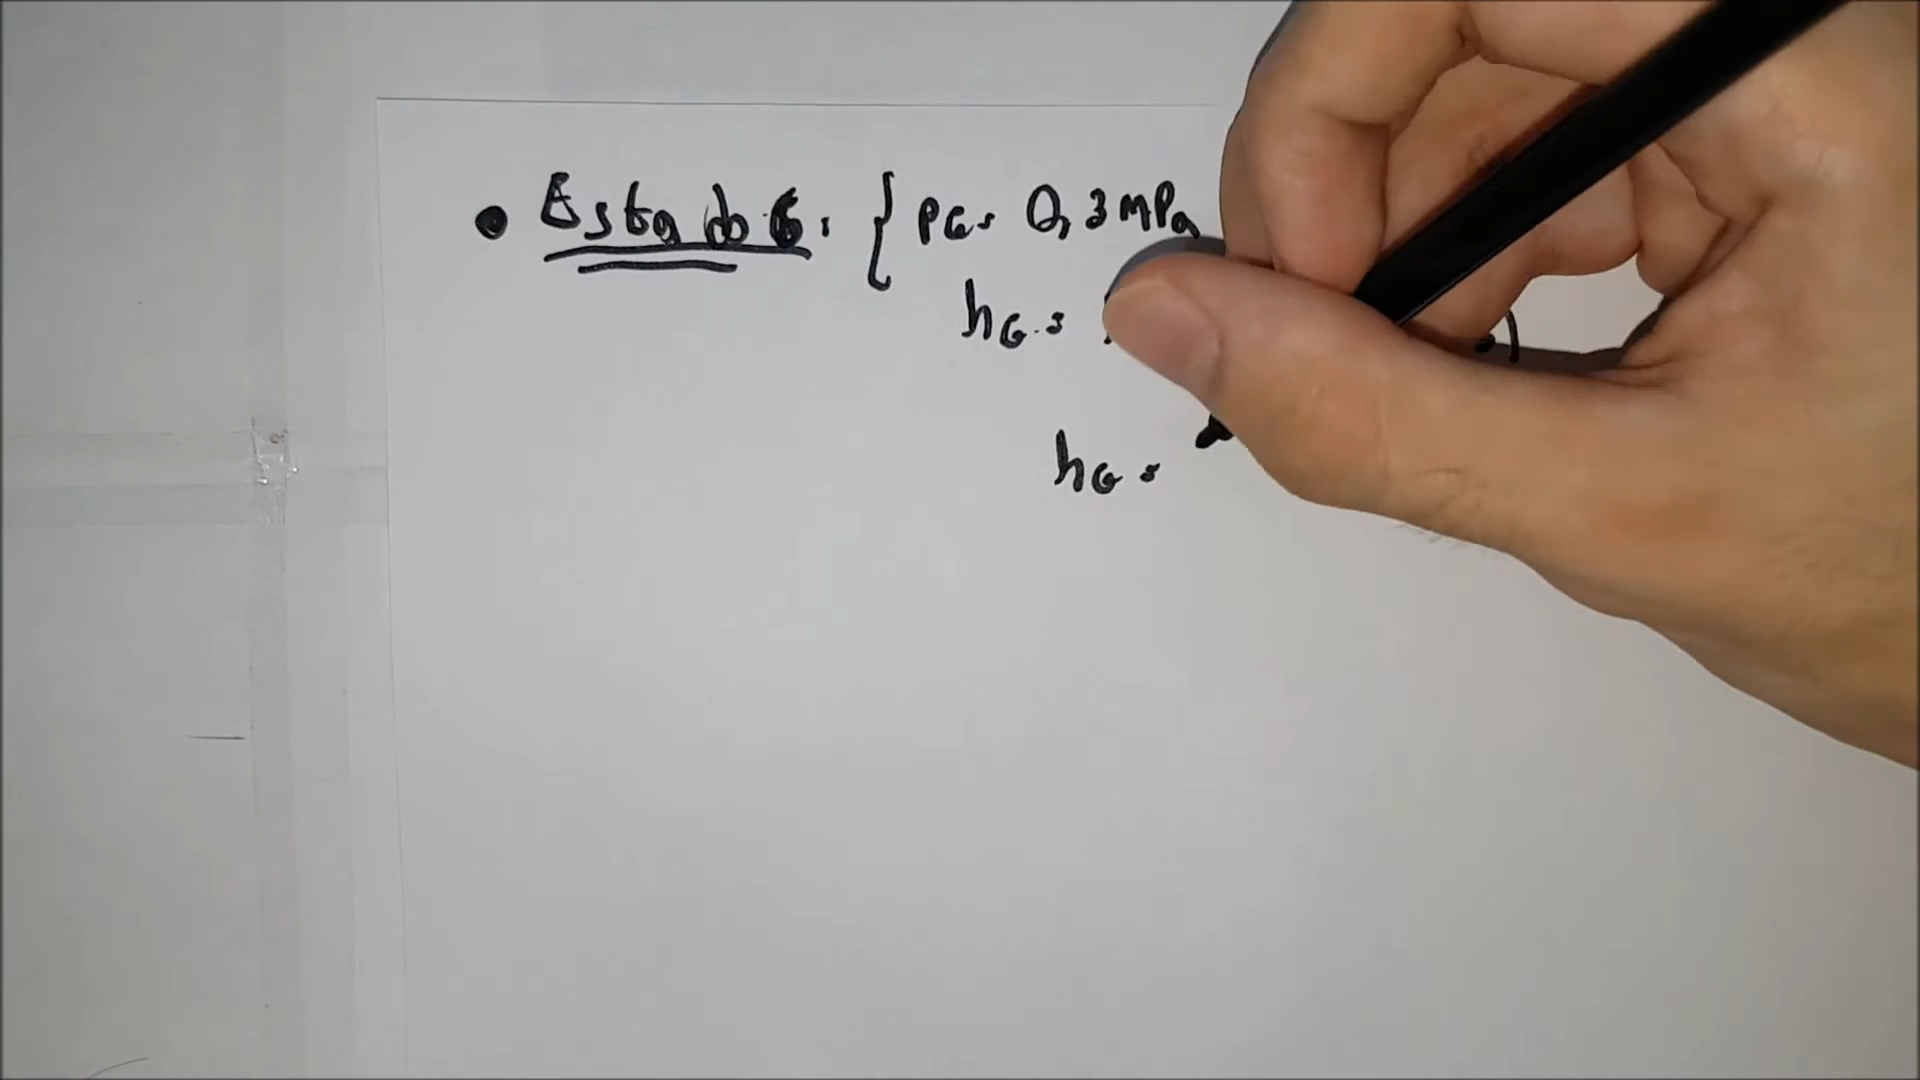 • Estado 6: { P6= 0,3 MPa
h6 =
h6 =